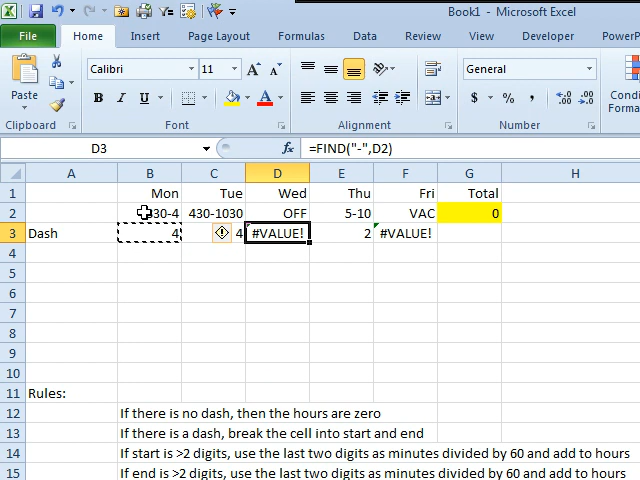 Book1 - Microsoft Excel
File Home Insert Page Layout Formulas Data Review View Developer PowerP
Paste Calibri 11 A A General
B I U A $ % , .00 Condi
Forma
Clipboard Font Alignment Number
D3 fx =FIND("-",D2)
A B C D E F G H
1 Mon Tue Wed Thu Fri Total
2 30-4 430-1030 OFF 5-10 VAC 0
3 Dash 4 4 #VALUE! 2 #VALUE!
4
5
6
7
8
9
10
11 Rules:
12 If there is no dash, then the hours are zero
13 If there is a dash, break the cell into start and end
14 If start is >2 digits, use the last two digits as minutes divided by 60 and add to hours
15 If end is >2 digits, use the last two digits as minutes divided by 60 and add to hours